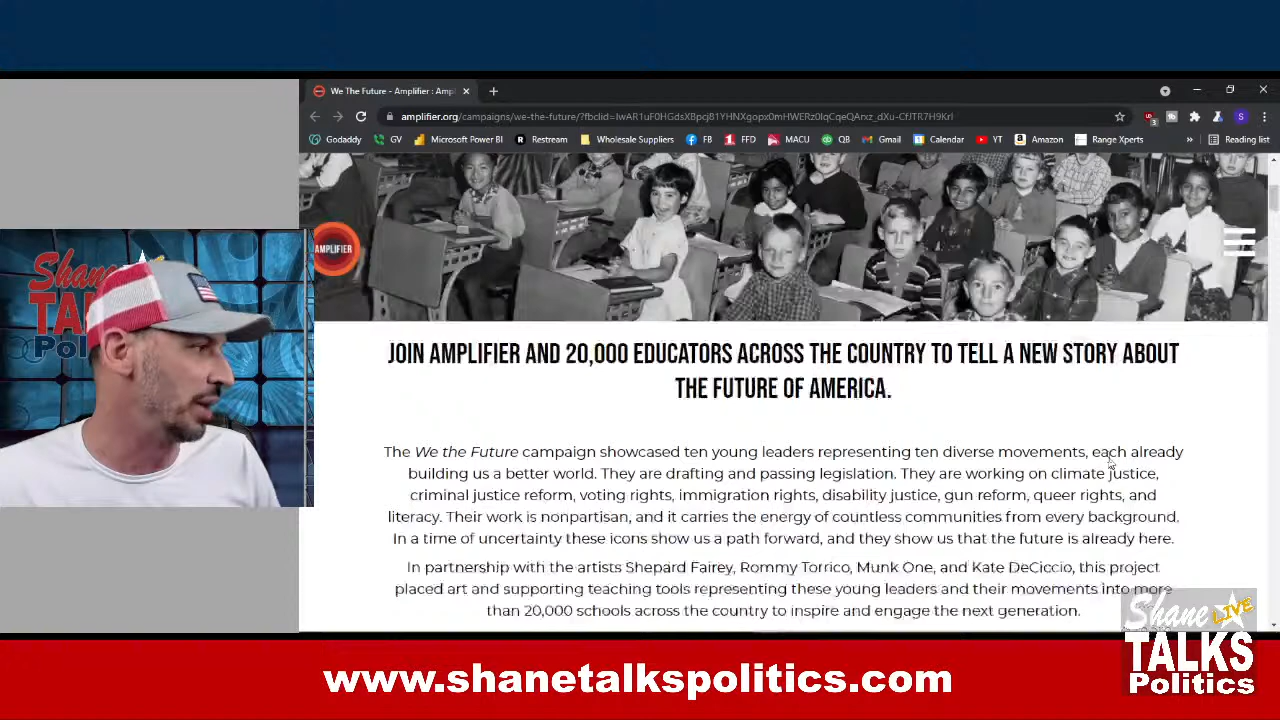 We The Future - Amplifier : Ampl
amplifier.org/campaigns/we-the-future/?fbclid=
Godaddy
GV
Microsoft Power BI
Restream
Wholesale Suppliers
FB
FFD
MACU
QB
Gmail
Calendar
YT
Amazon
Range Xperts
»
Reading list
AMPLIFIER
Shane
TA
Pol
JOIN AMPLIFIER AND 20,000 EDUCATORS ACROSS THE COUNTRY TO TELL A NEW STORY ABOUT
THE FUTURE OF AMERICA.
The We the Future campaign showcased ten young leaders representing ten diverse movements, each already
building us a better world. They are drafting and passing legislation. They are working on climate justice,
criminal justice reform, voting rights, immigration rights, disability justice, gun reform, queer rights, and
literacy. Their work is nonpartisan, and it carries the energy of countless communities from every background.
In a time of uncertainty these icons show us a path forward, and they show us that the future is already here.
In partnership with the artists Shepard Fairey, Rommy Torrico, Munk One, and Kate DeCiccio, this project
placed art and supporting teaching tools representing these young leaders and their movements into more
than 20,000 schools across the country to inspire and engage the next generation.
Shane LIVE
TALKS
Politics
www.shanetalkspolitics.com